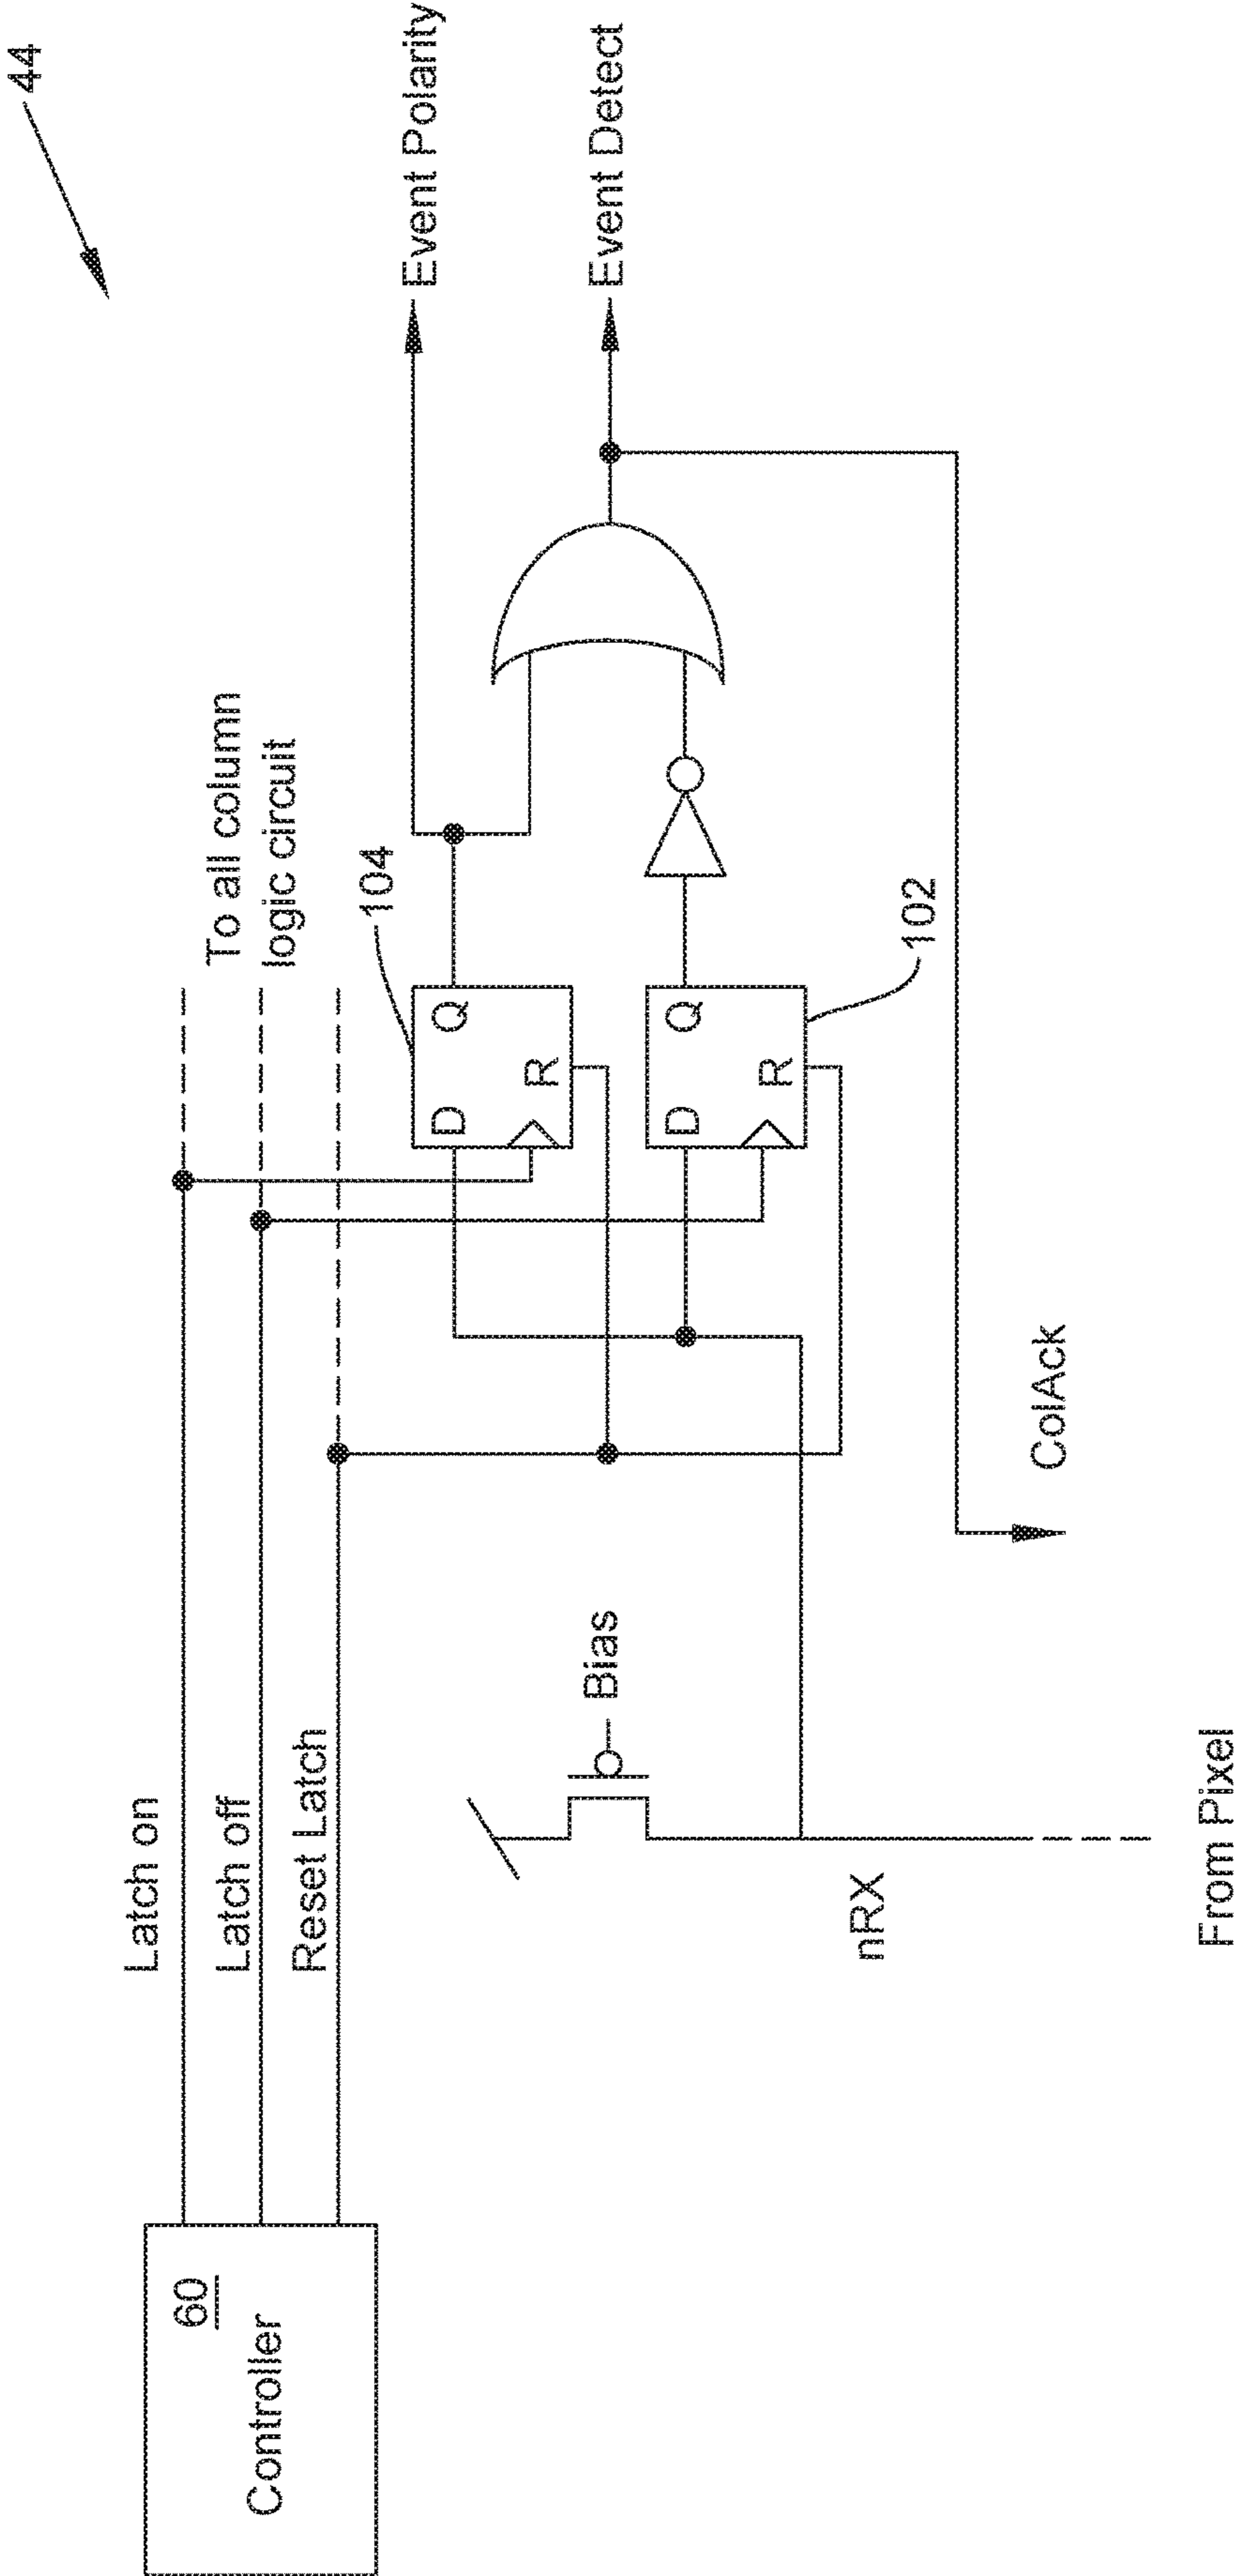 44
Controller
60
Latch on
Latch off
Reset Latch
To all column
logic circuit
Event Polarity
Event Detect
104
D
Q
R
102
D
Q
R
Bias
nRX
ColAck
From Pixel